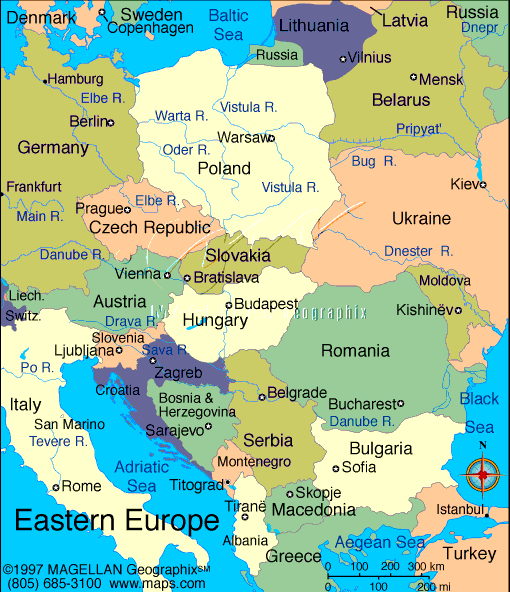 Denmark
Sweden
Copenhagen
Baltic
Sea
Lithuania
Latvia
Russia
Dnepr
Russia
Vilnius
Mensk
Belarus
Hamburg
Elbe R.
Berlin
Germany
Warta R.
Vistula R.
Warsaw
Oder R.
Poland
Vistula R.
Pripyat'
Bug R.
Kiev
Frankfurt
Main R.
Prague
Elbe R.
Czech Republic
Ukraine
Dnester R.
Danube R.
Slovakia
Vienna
Bratislava
Moldova
Kishinëv
Liech.
Switz.
Austria
Drava R.
Budapest
Hungary
eographix
Slovenia
Ljubljana
Sava R.
Zagreb
Romania
Po R.
Croatia
Bosnia &
Herzegovina
Sarajevo
Belgrade
Bucharest
Danube R.
Black
Sea
Italy
San Marino
Tevere R.
Serbia
Bulgaria
Sofia
Adriatic
Sea
Montenegro
Titograd
N
Rome
Skopje
Macedonia
Tiranë
Albania
Istanbul
Eastern Europe
Greece
Aegean Sea
Turkey
©1997 MAGELLAN Geographix℠
(805) 685-3100 www.maps.com
0 100 200 300 km
0 100 200 mi